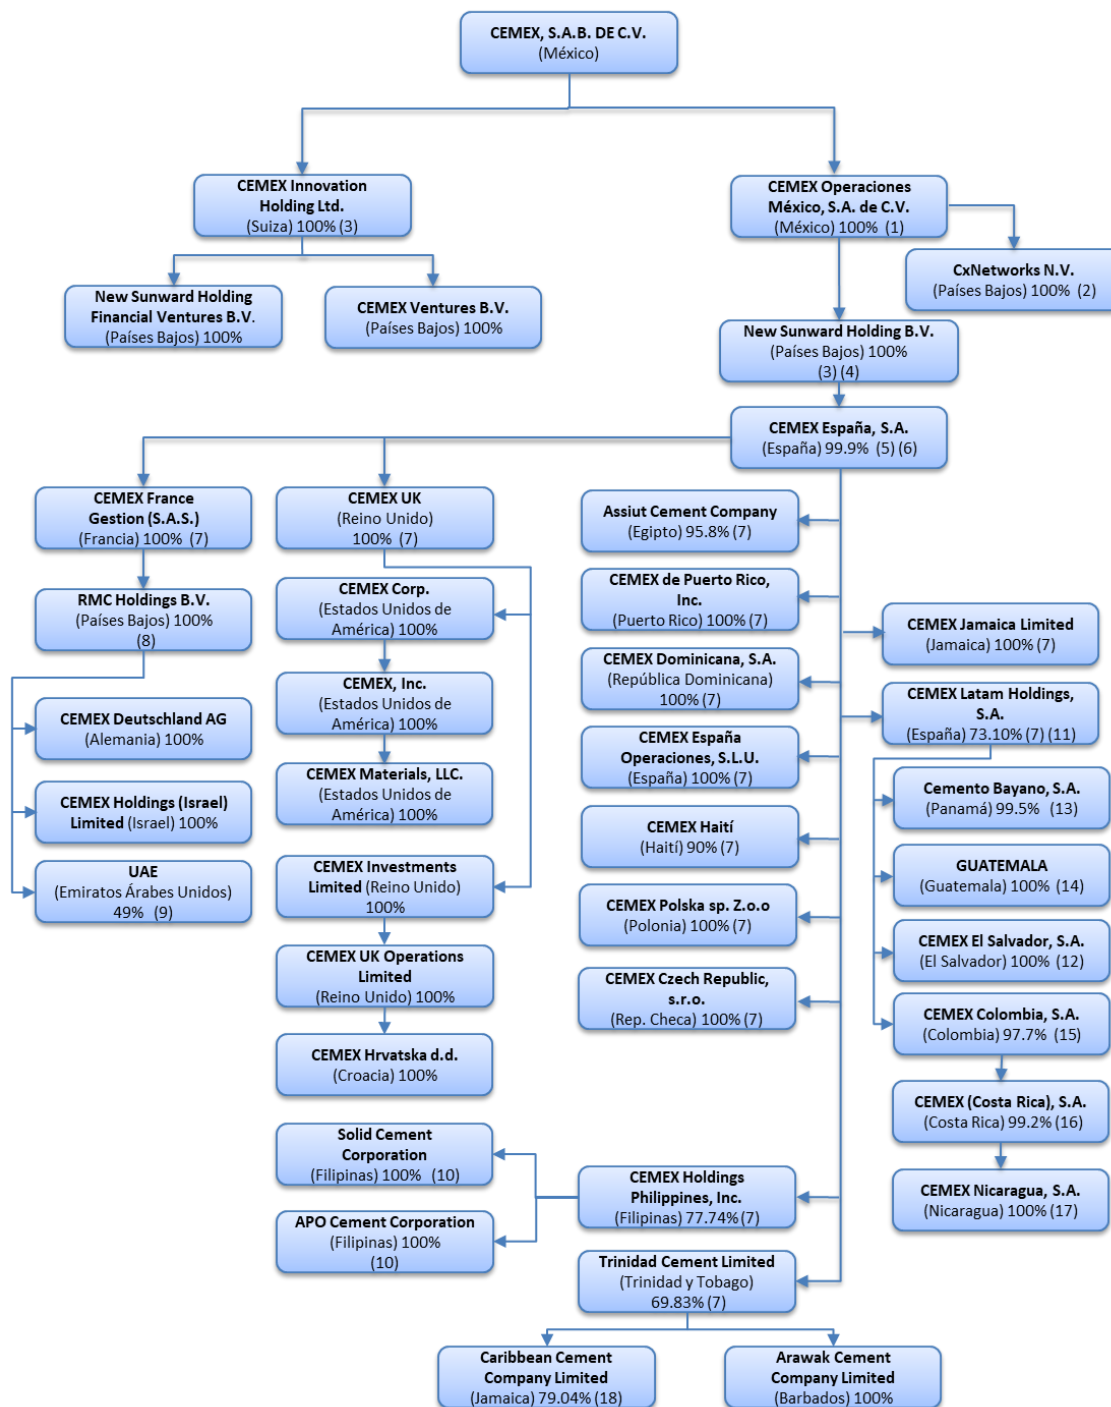 CEMEX, S.A.B. DE C.V.
(México)
CEMEX Innovation
Holding Ltd.
(Suiza) 100% (3)
CEMEX Operaciones
México, S.A. de C.V.
(México) 100% (1)
CxNetworks N.V.
(Países Bajos) 100% (2)
New Sunward Holding
Financial Ventures B.V.
(Países Bajos) 100%
CEMEX Ventures B.V.
(Países Bajos) 100%
New Sunward Holding B.V.
(Países Bajos) 100%
(3) (4)
CEMEX España, S.A.
(España) 99.9% (5) (6)
CEMEX France
Gestion (S.A.S.)
(Francia) 100% (7)
RMC Holdings B.V.
(Países Bajos) 100%
(8)
CEMEX Deutschland AG
(Alemania) 100%
CEMEX Holdings (Israel)
Limited (Israel) 100%
UAE
(Emiratos Árabes Unidos)
49% (9)
CEMEX UK
(Reino Unido)
100% (7)
CEMEX Corp.
(Estados Unidos de
América) 100%
CEMEX, Inc.
(Estados Unidos de
América) 100%
CEMEX Materials, LLC.
(Estados Unidos de
América) 100%
CEMEX Investments
Limited (Reino Unido)
100%
CEMEX UK Operations
Limited
(Reino Unido) 100%
CEMEX Hrvatska d.d.
(Croacia) 100%
Assiut Cement Company
(Egipto) 95.8% (7)
CEMEX de Puerto Rico,
Inc.
(Puerto Rico) 100% (7)
CEMEX Dominicana, S.A.
(República Dominicana)
100% (7)
CEMEX España
Operaciones, S.L.U.
(España) 100% (7)
CEMEX Haití
(Haití) 90% (7)
CEMEX Polska sp. Z.o.o
(Polonia) 100% (7)
CEMEX Czech Republic,
s.r.o.
(Rep. Checa) 100% (7)
CEMEX Jamaica Limited
(Jamaica) 100% (7)
CEMEX Latam Holdings,
S.A.
(España) 73.10% (7) (11)
Cemento Bayano, S.A.
(Panamá) 99.5% (13)
GUATEMALA
(Guatemala) 100% (14)
CEMEX El Salvador, S.A.
(El Salvador) 100% (12)
CEMEX Colombia, S.A.
(Colombia) 97.7% (15)
CEMEX (Costa Rica), S.A.
(Costa Rica) 99.2% (16)
CEMEX Nicaragua, S.A.
(Nicaragua) 100% (17)
Solid Cement
Corporation
(Filipinas) 100% (10)
APO Cement Corporation
(Filipinas) 100%
(10)
CEMEX Holdings
Philippines, Inc.
(Filipinas) 77.74% (7)
Trinidad Cement Limited
(Trinidad y Tobago)
69.83% (7)
Caribbean Cement
Company Limited
(Jamaica) 79.04% (18)
Arawak Cement
Company Limited
(Barbados) 100%